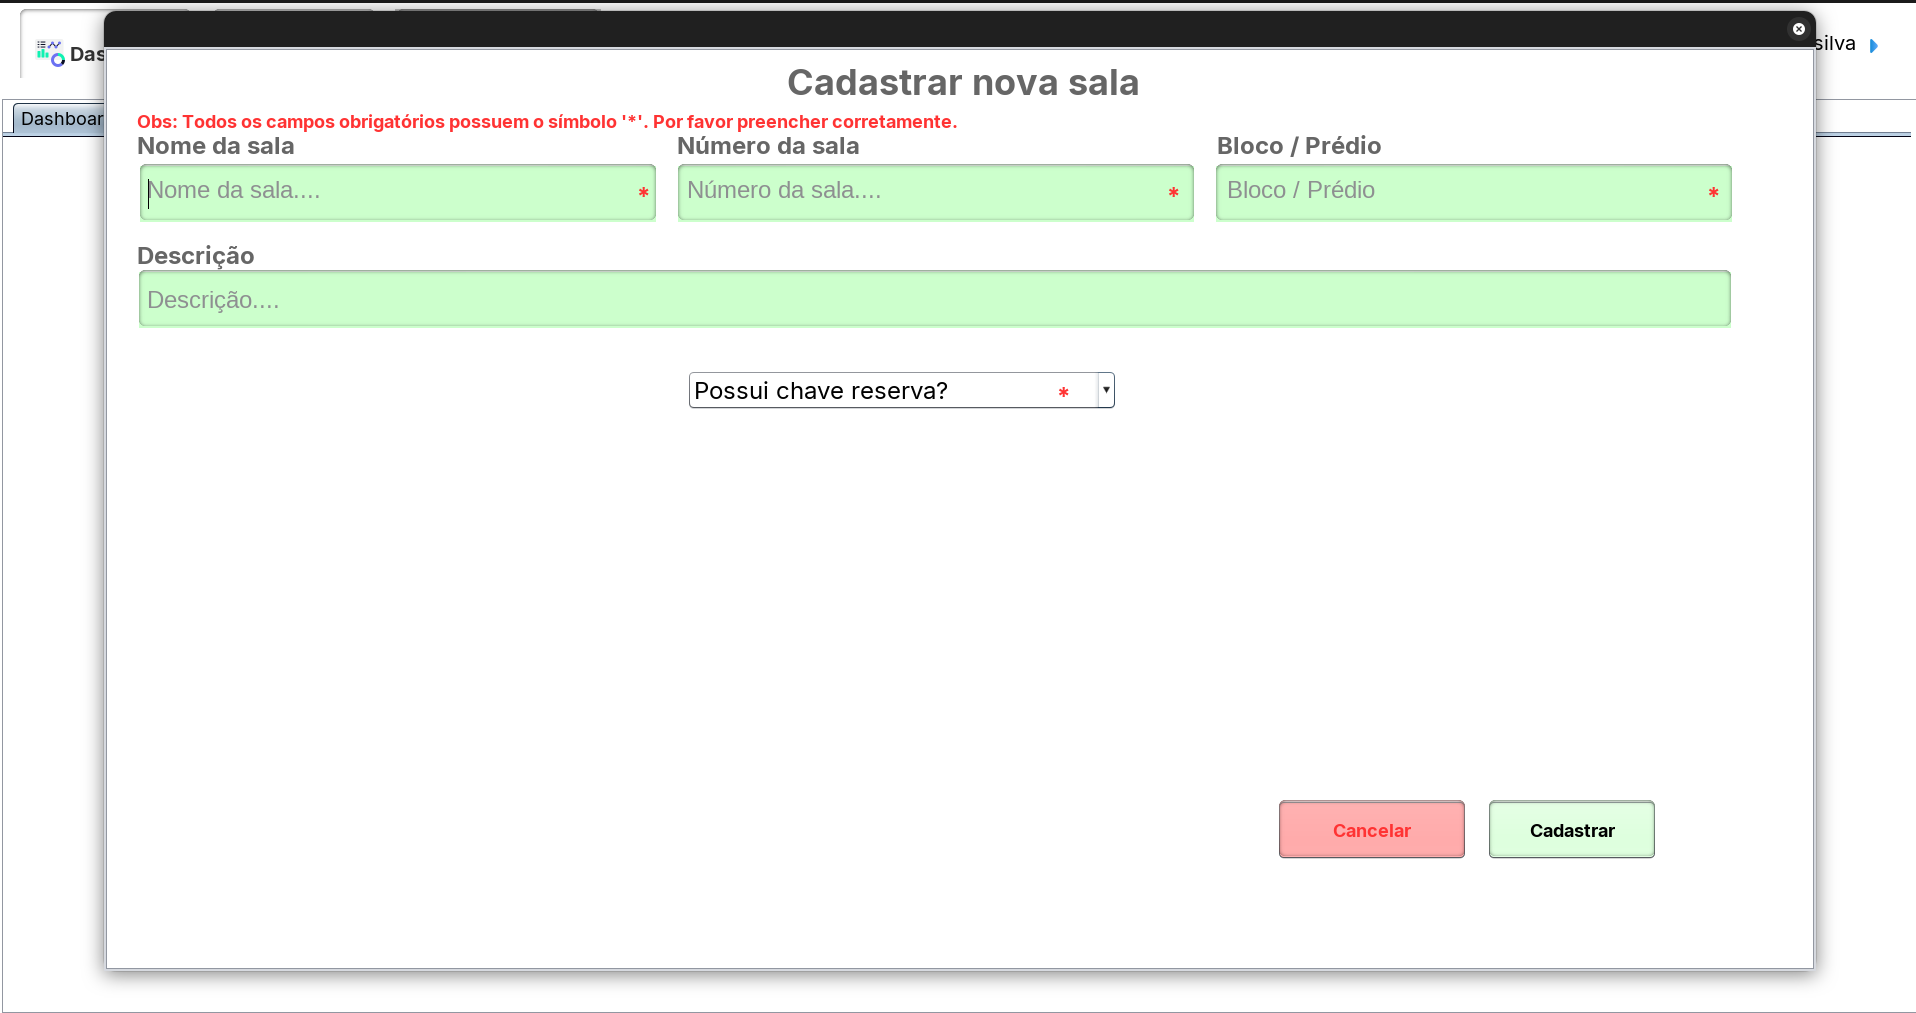 Das
silva
Dashboar
Cadastrar nova sala
Obs: Todos os campos obrigatórios possuem o símbolo '*'. Por favor preencher corretamente.
Nome da sala Número da sala Bloco / Prédio
Nome da sala.... * Número da sala.... * Bloco / Prédio *
Descrição
Descrição....
Possui chave reserva? *
Cancelar Cadastrar